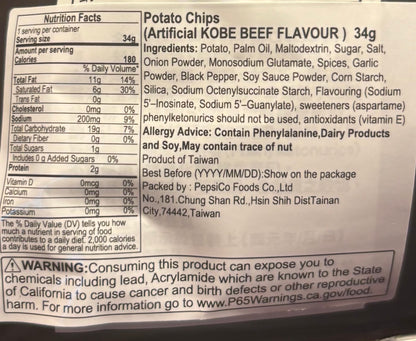 Nutrition Facts
1 serving per container
Serving size 34g
Amount per serving
Calories 180
% Daily Volume*
Total Fat 11g 14%
Saturated Fat 6g 30%
Trans Fat 0g
Cholesterol 0mg 0%
Sodium 200mg 9%
Total Carbohydrate 19g 7%
Dietary Fiber 0g 0%
Total Sugars 1g
Includes 0 g Added Sugars 0%
Protein 2g
Vitamin D 0mcg 0%
Calcium 0mg 0%
Iron 0mg 0%
Potassium 0mg 0%
The % Daily Value (DV) tells you how
much a nutrient in serving of food
contributes to a daily diet. 2,000 calories
a day is used for general nutrition advice.
Potato Chips
(Artificial KOBE BEEF FLAVOUR ) 34g
Ingredients: Potato, Palm Oil, Maltodextrin, Sugar, Salt,
Onion Powder, Monosodium Glutamate, Spices, Garlic
Powder, Black Pepper, Soy Sauce Powder, Corn Starch,
Silica, Sodium Octenylsuccinate Starch, Flavouring (Sodium
5'–Inosinate, Sodium 5'–Guanylate), sweeteners (aspartame)
phenylketonurics should not be used, antioxidants (vitamin E)
Allergy Advice: Contain Phenylalanine,Dairy Products
and Soy,May contain trace of nut
Product of Taiwan
Best Before (YYYY/MM/DD):Show on the package
Packed by : PepsiCo Foods Co.,Ltd
No.,181.Chung Shan Rd.,Hsin Shih DistTainan
City,74442,Taiwan
⚠WARNING:Consuming this product can expose you to
chemicals including lead, Acrylamide which are known to the State
of California to cause cancer and birth defects or other reproductive
harm. For more information go to www.P65Warnings.ca.gov/food.